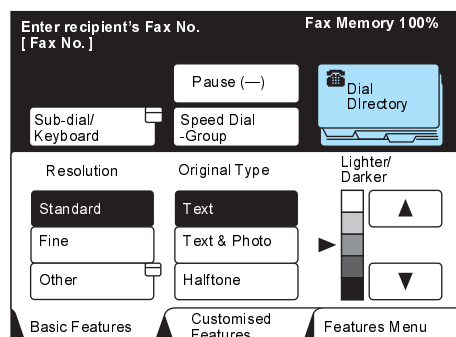 Enter recipient's Fax No.
Fax Memory 100%
[ Fax No. ]
Pause (—)
Dial
DIrectory
Sub-dial/
Keyboard
Speed Dial
-Group
Resolution
Original Type
Lighter/
Darker
Standard
Text
Fine
Text & Photo
Other
Halftone
Basic Features
Customised
Features
Features Menu